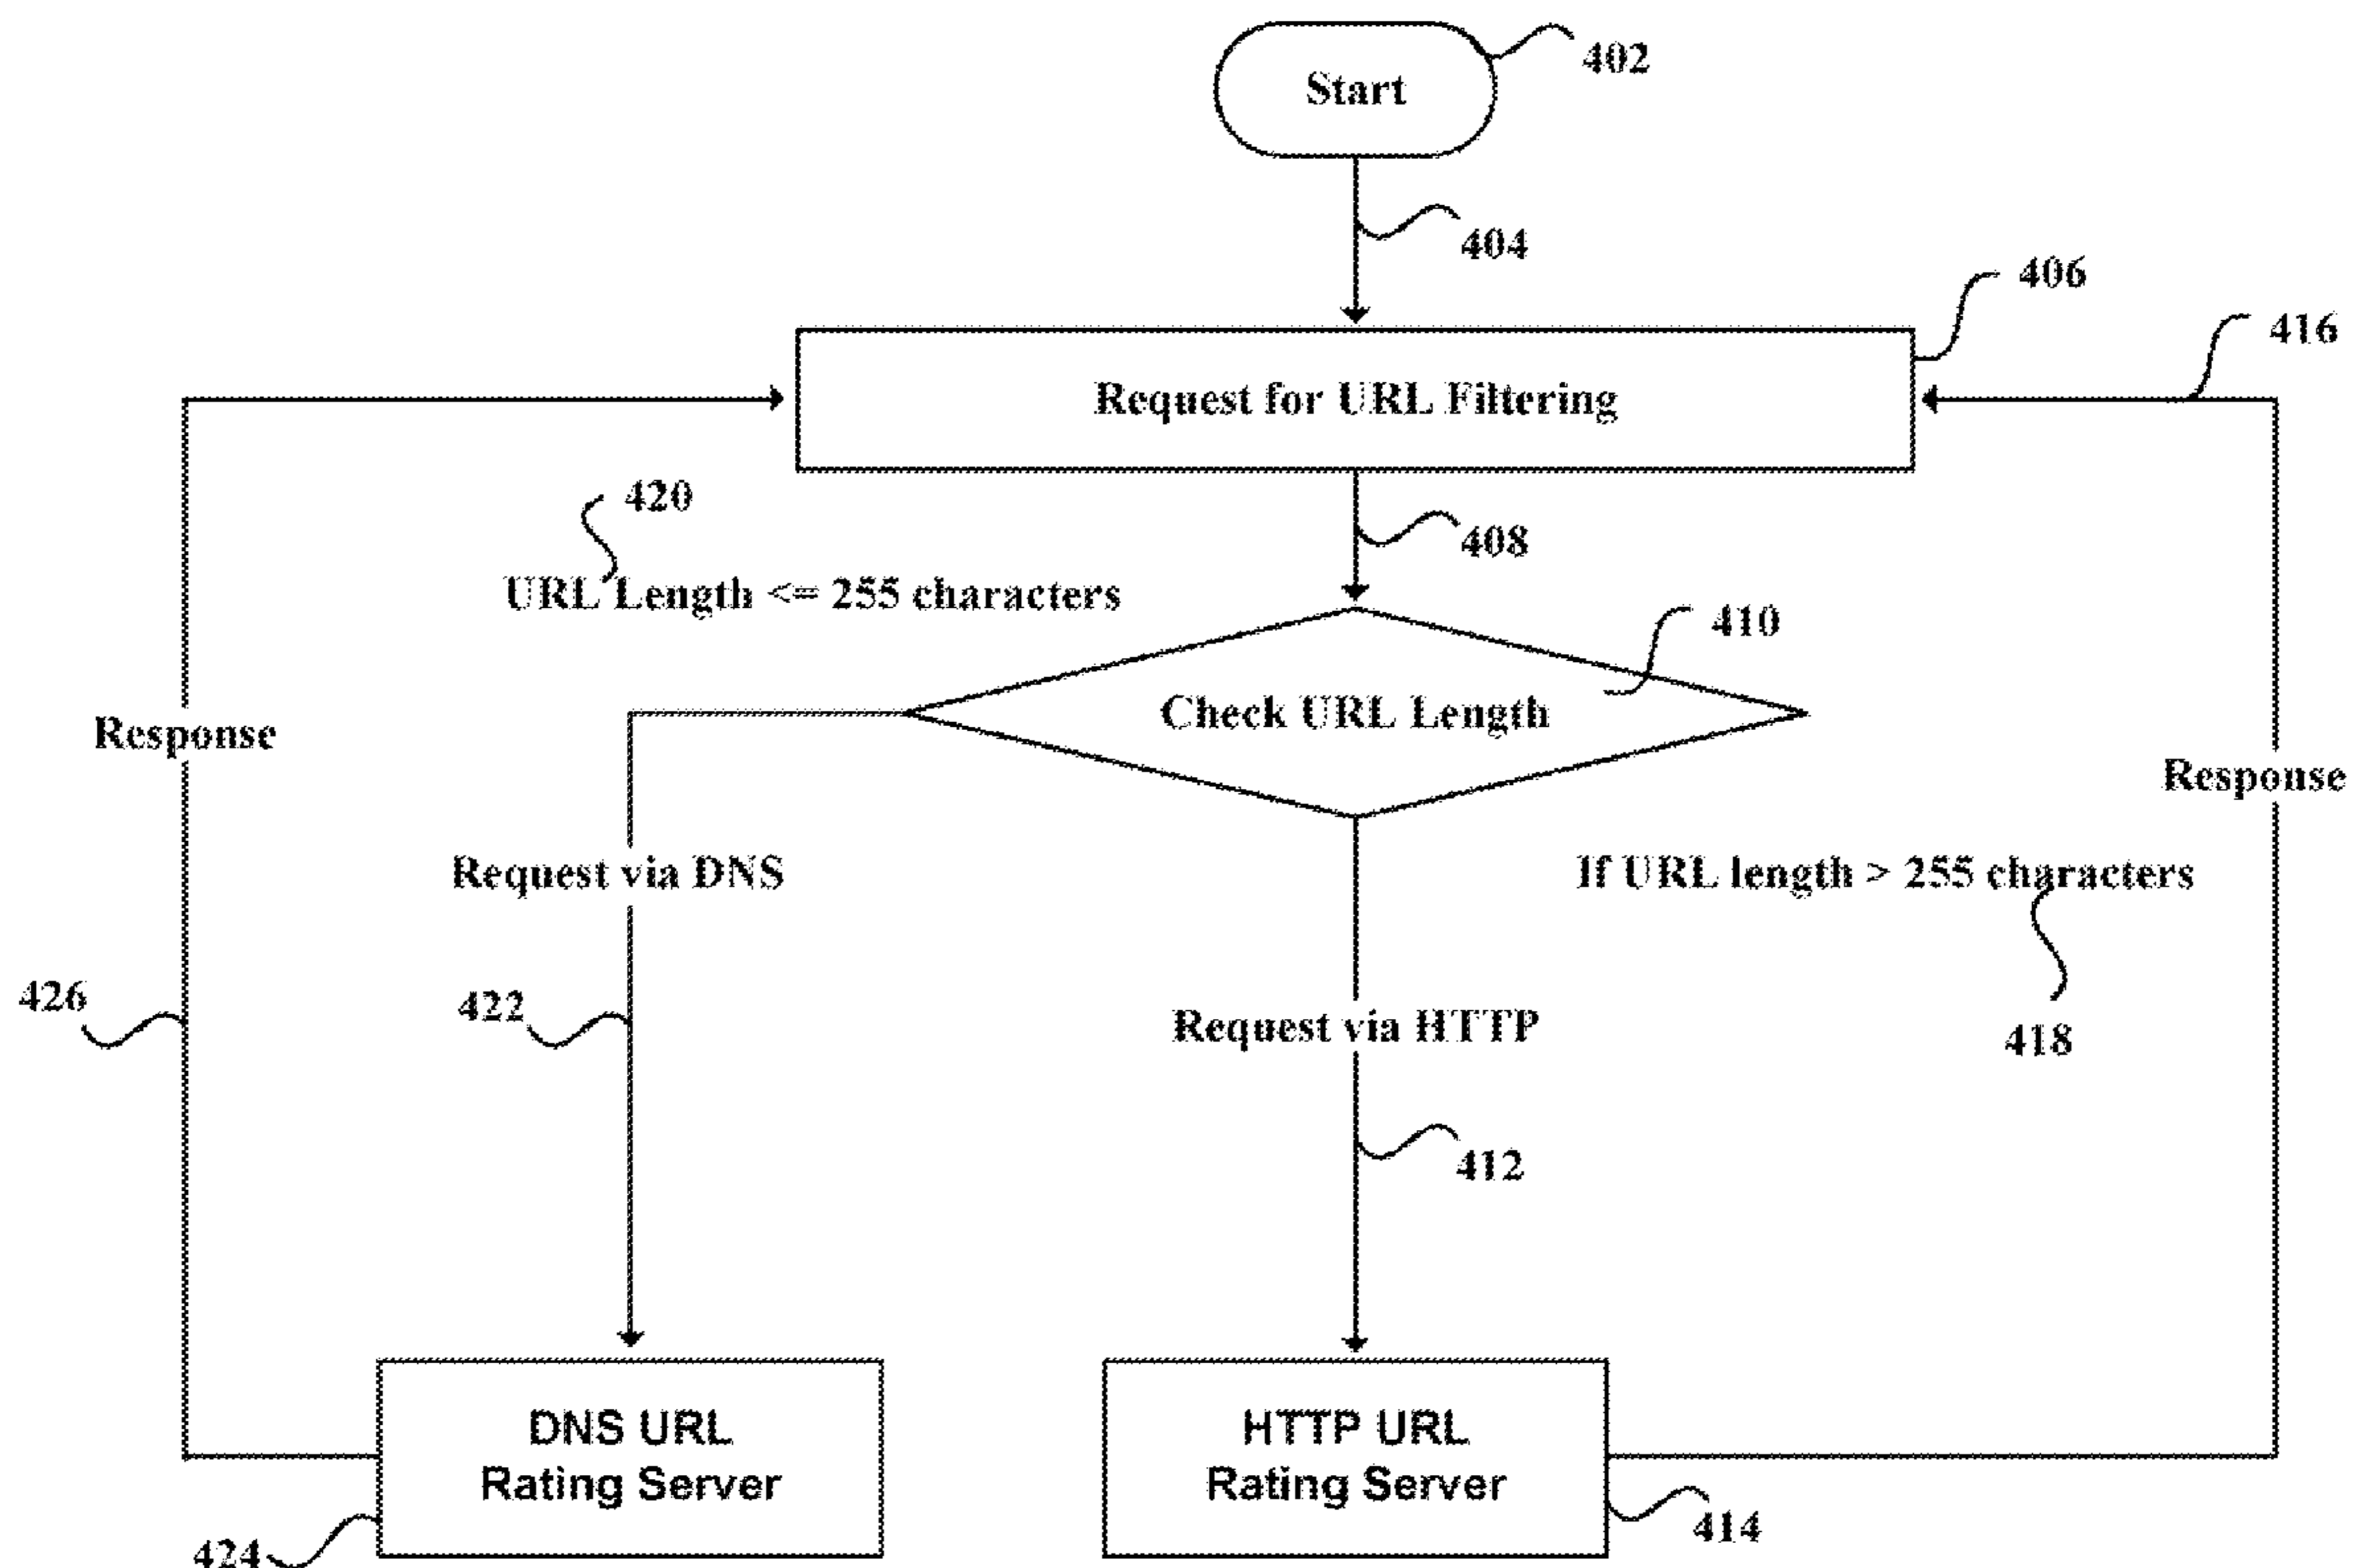 Start
402
404
406
416
Request for URL Filtering
420
408
URL Length <= 255 characters
410
Check URL Length
Response
Response
Request via DNS
If URL length > 255 characters
426
422
Request via HTTP
418
412
DNS URL
Rating Server
HTTP URL
Rating Server
414
424